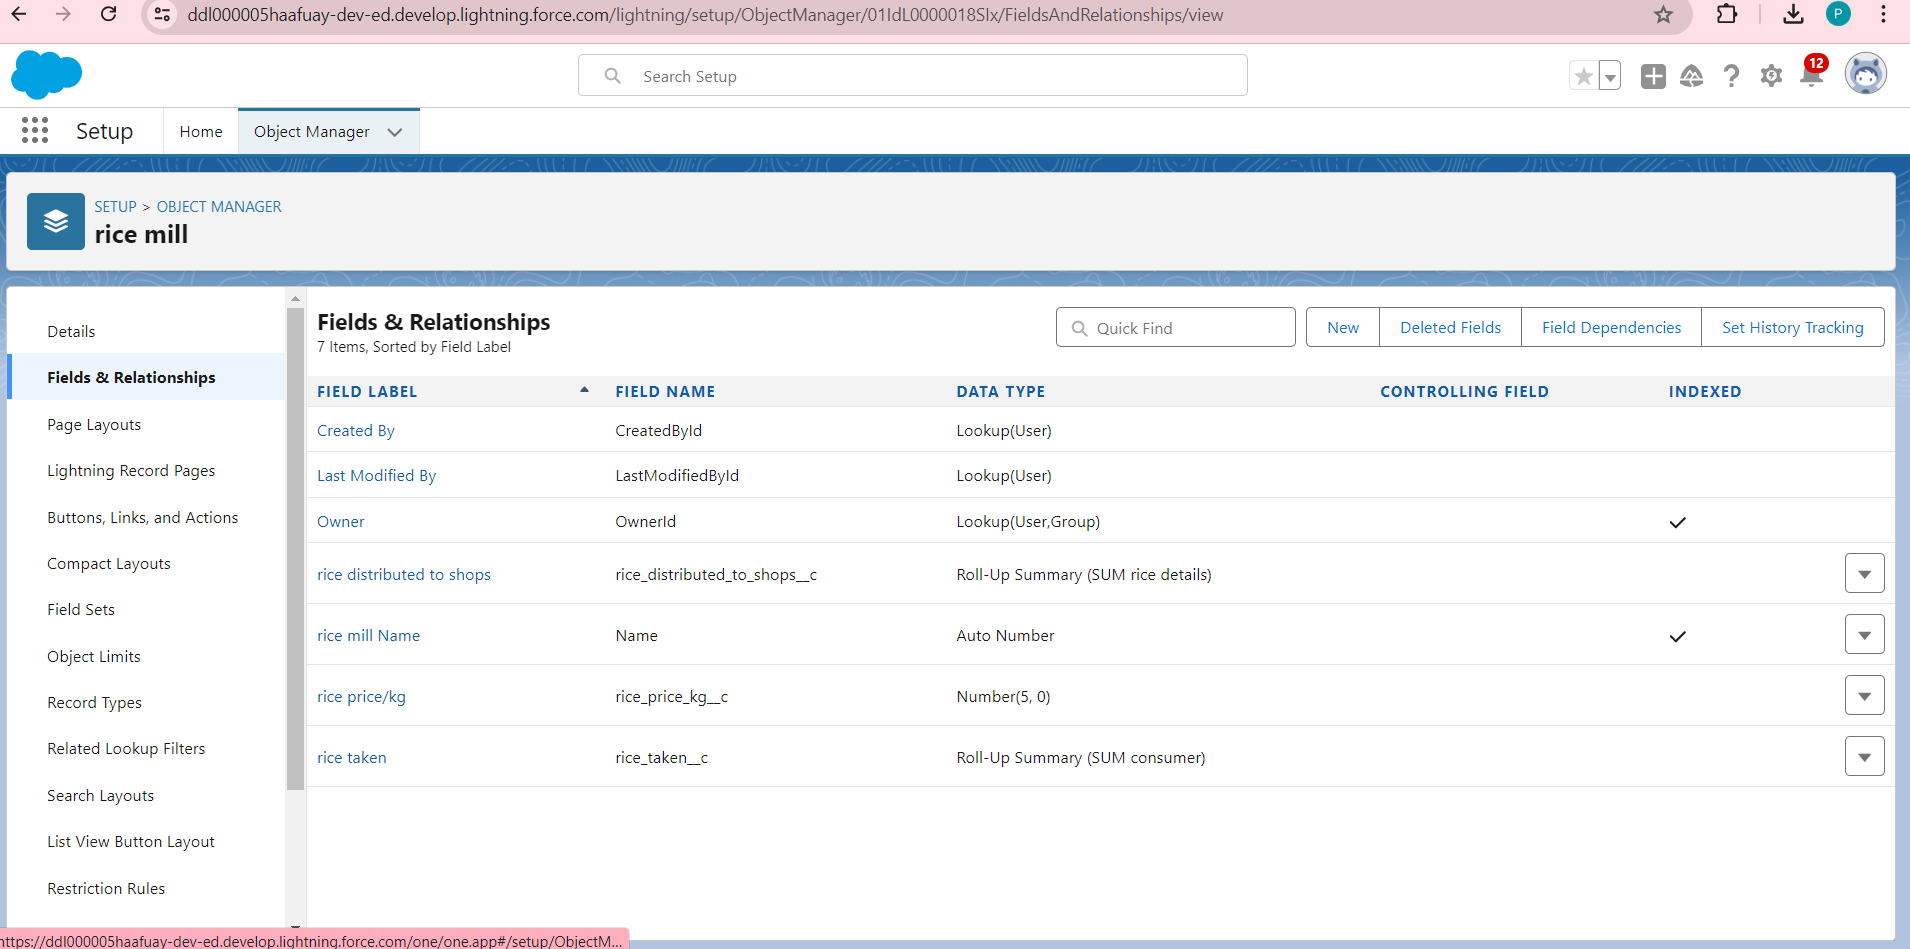 ddl000005haafuay-dev-ed.develop.lightning.force.com/lightning/setup/ObjectManager/01IdL0000018SIx/FieldsAndRelationships/view
P
Search Setup
12
Setup
Home
Object Manager
SETUP > OBJECT MANAGER
rice mill
Details
Fields & Relationships
Page Layouts
Lightning Record Pages
Buttons, Links, and Actions
Compact Layouts
Field Sets
Object Limits
Record Types
Related Lookup Filters
Search Layouts
List View Button Layout
Restriction Rules
Fields & Relationships
7 Items, Sorted by Field Label
Quick Find
New
Deleted Fields
Field Dependencies
Set History Tracking
FIELD LABEL FIELD NAME DATA TYPE CONTROLLING FIELD INDEXED
Created By CreatedById Lookup(User)
Last Modified By LastModifiedById Lookup(User)
Owner OwnerId Lookup(User,Group)
rice distributed to shops rice_distributed_to_shops__c Roll-Up Summary (SUM rice details)
rice mill Name Name Auto Number
rice price/kg rice_price_kg__c Number(5, 0)
rice taken rice_taken__c Roll-Up Summary (SUM consumer)
https://ddl000005haafuay-dev-ed.develop.lightning.force.com/one/one.app#/setup/ObjectM...